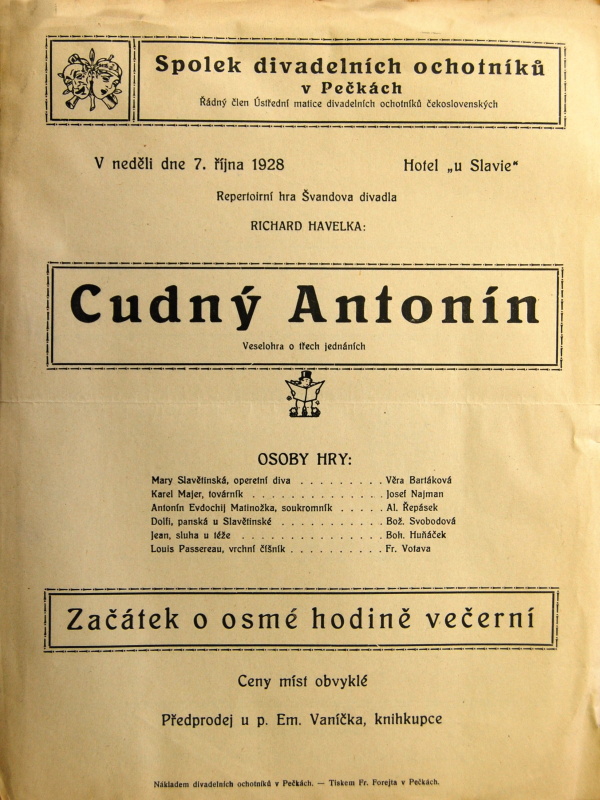 Spolek divadelních ochotníků
v Pečkách
Řádný člen Ústřední matice divadelních ochotníků čekoslovenských
V neděli dne 7. října 1928 Hotel „u Slavie“
Repertoirní hra Švandova divadla
RICHARD HAVELKA:
Cudný Antonín
Veselohra o třech jednáních
OSOBY HRY:
Mary Slavětinská, operetní diva . . . . . . . . . Věra Bartáková
Karel Majer, továrník . . . . . . . . . . . . . . Josef Najman
Antonín Evdochij Matinožka, soukromník . . . . . Al. Řepásek
Dolfi, panská u Slavětinské . . . . . . . . . . . Bož. Svobodová
Jean, sluha u téže . . . . . . . . . . . . . . . Boh. Huňáček
Louis Passereau, vrchní číšník . . . . . . . . . . Fr. Votava
Začátek o osmé hodině večerní
Ceny míst obvyklé
Předprodej u p. Em. Vaníčka, knihkupce
Nákladem divadelních ochotníků v Pečkách. — Tiskem Fr. Forejta v Pečkách.